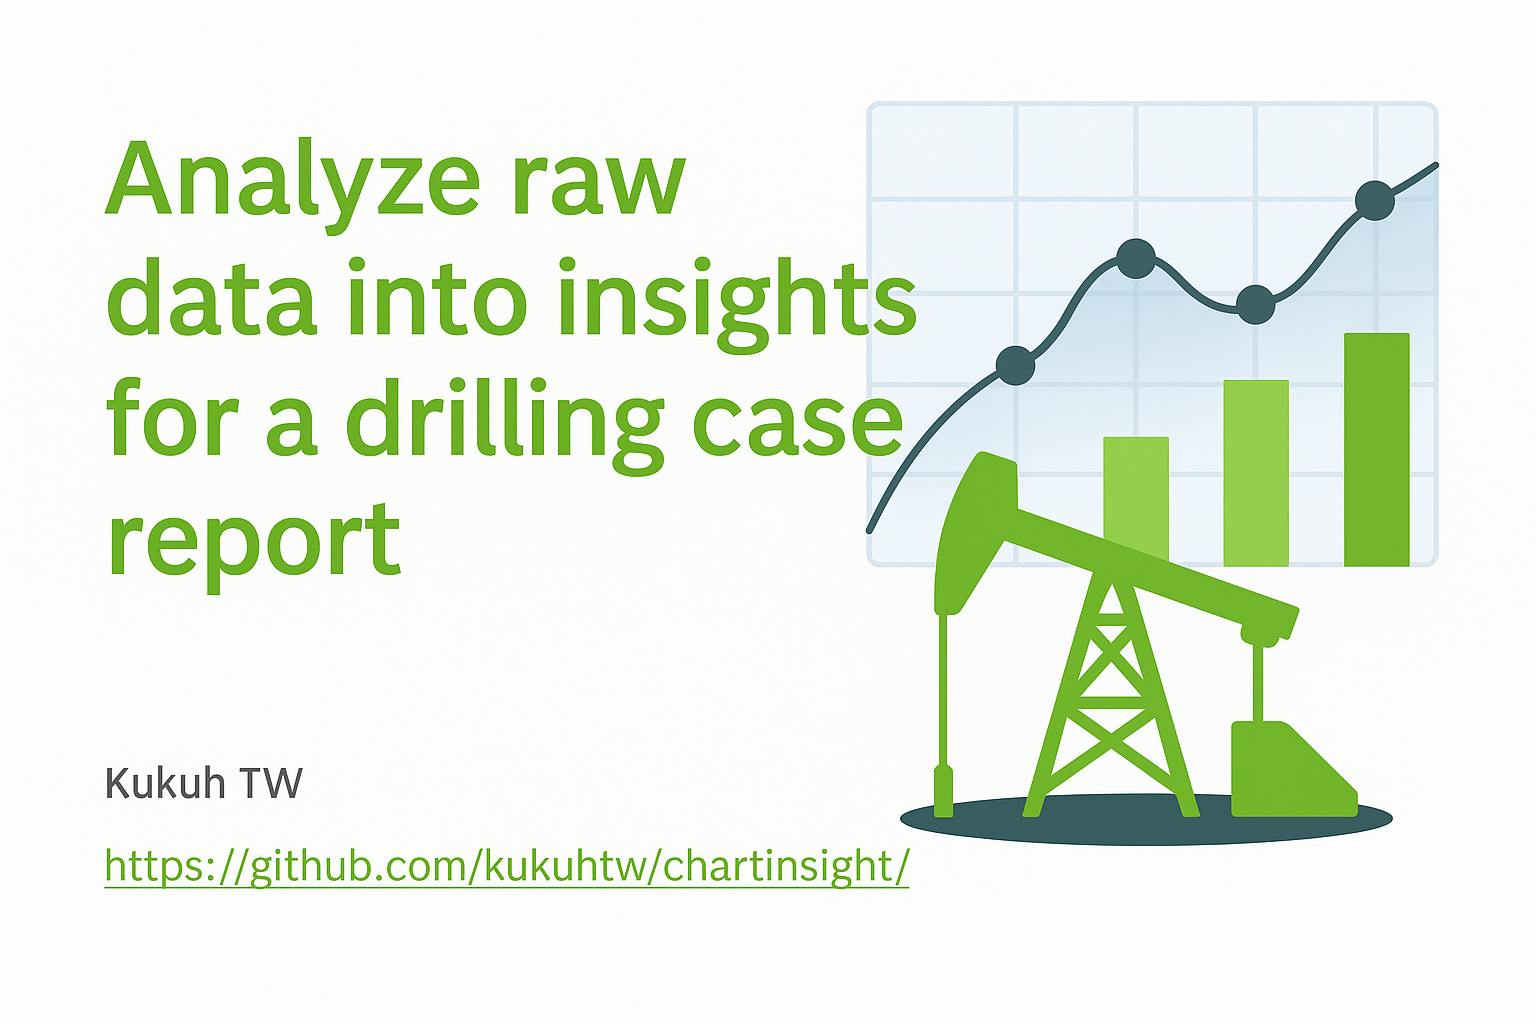 Analyze raw
data into insights
for a drilling case
report
Kukuh TW
https://github.com/kukuhtw/chartinsight/